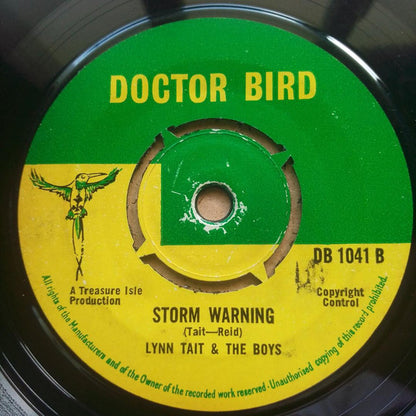 DOCTOR BIRD
DB 1041 B
A Treasure Isle
Production
Copyright
Control
STORM WARNING
(Tait—Reid)
LYNN TAIT & THE BOYS
All rights of the Manufacturers and of the Owner of the recorded work reserved · Unauthorised copying of this record prohibited.